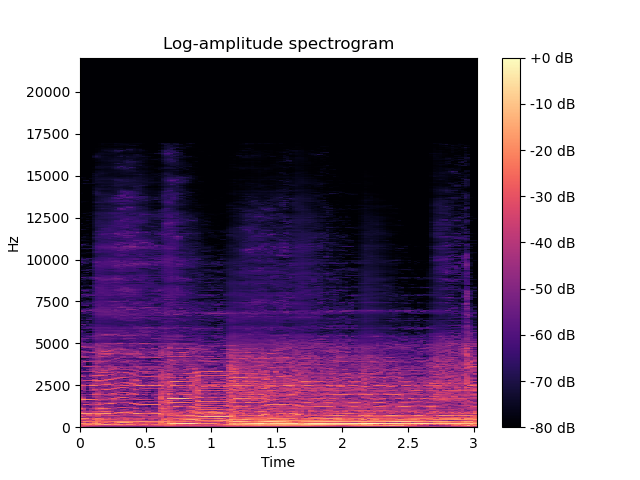 Log-amplitude spectrogram
Hz
20000
17500
15000
12500
10000
7500
5000
2500
0
0 0.5 1 1.5 2 2.5 3
Time
+0 dB
-10 dB
-20 dB
-30 dB
-40 dB
-50 dB
-60 dB
-70 dB
-80 dB